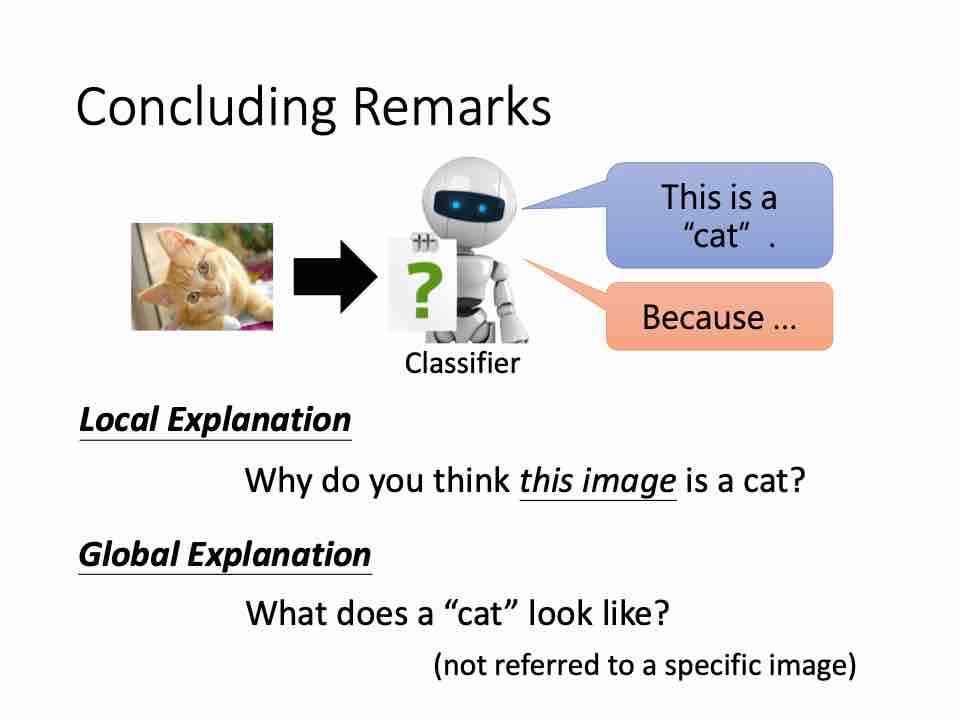 Concluding Remarks
This is a
“cat” .
Because ...
?
Classifier
Local Explanation
Why do you think this image is a cat?
Global Explanation
What does a “cat” look like?
(not referred to a specific image)